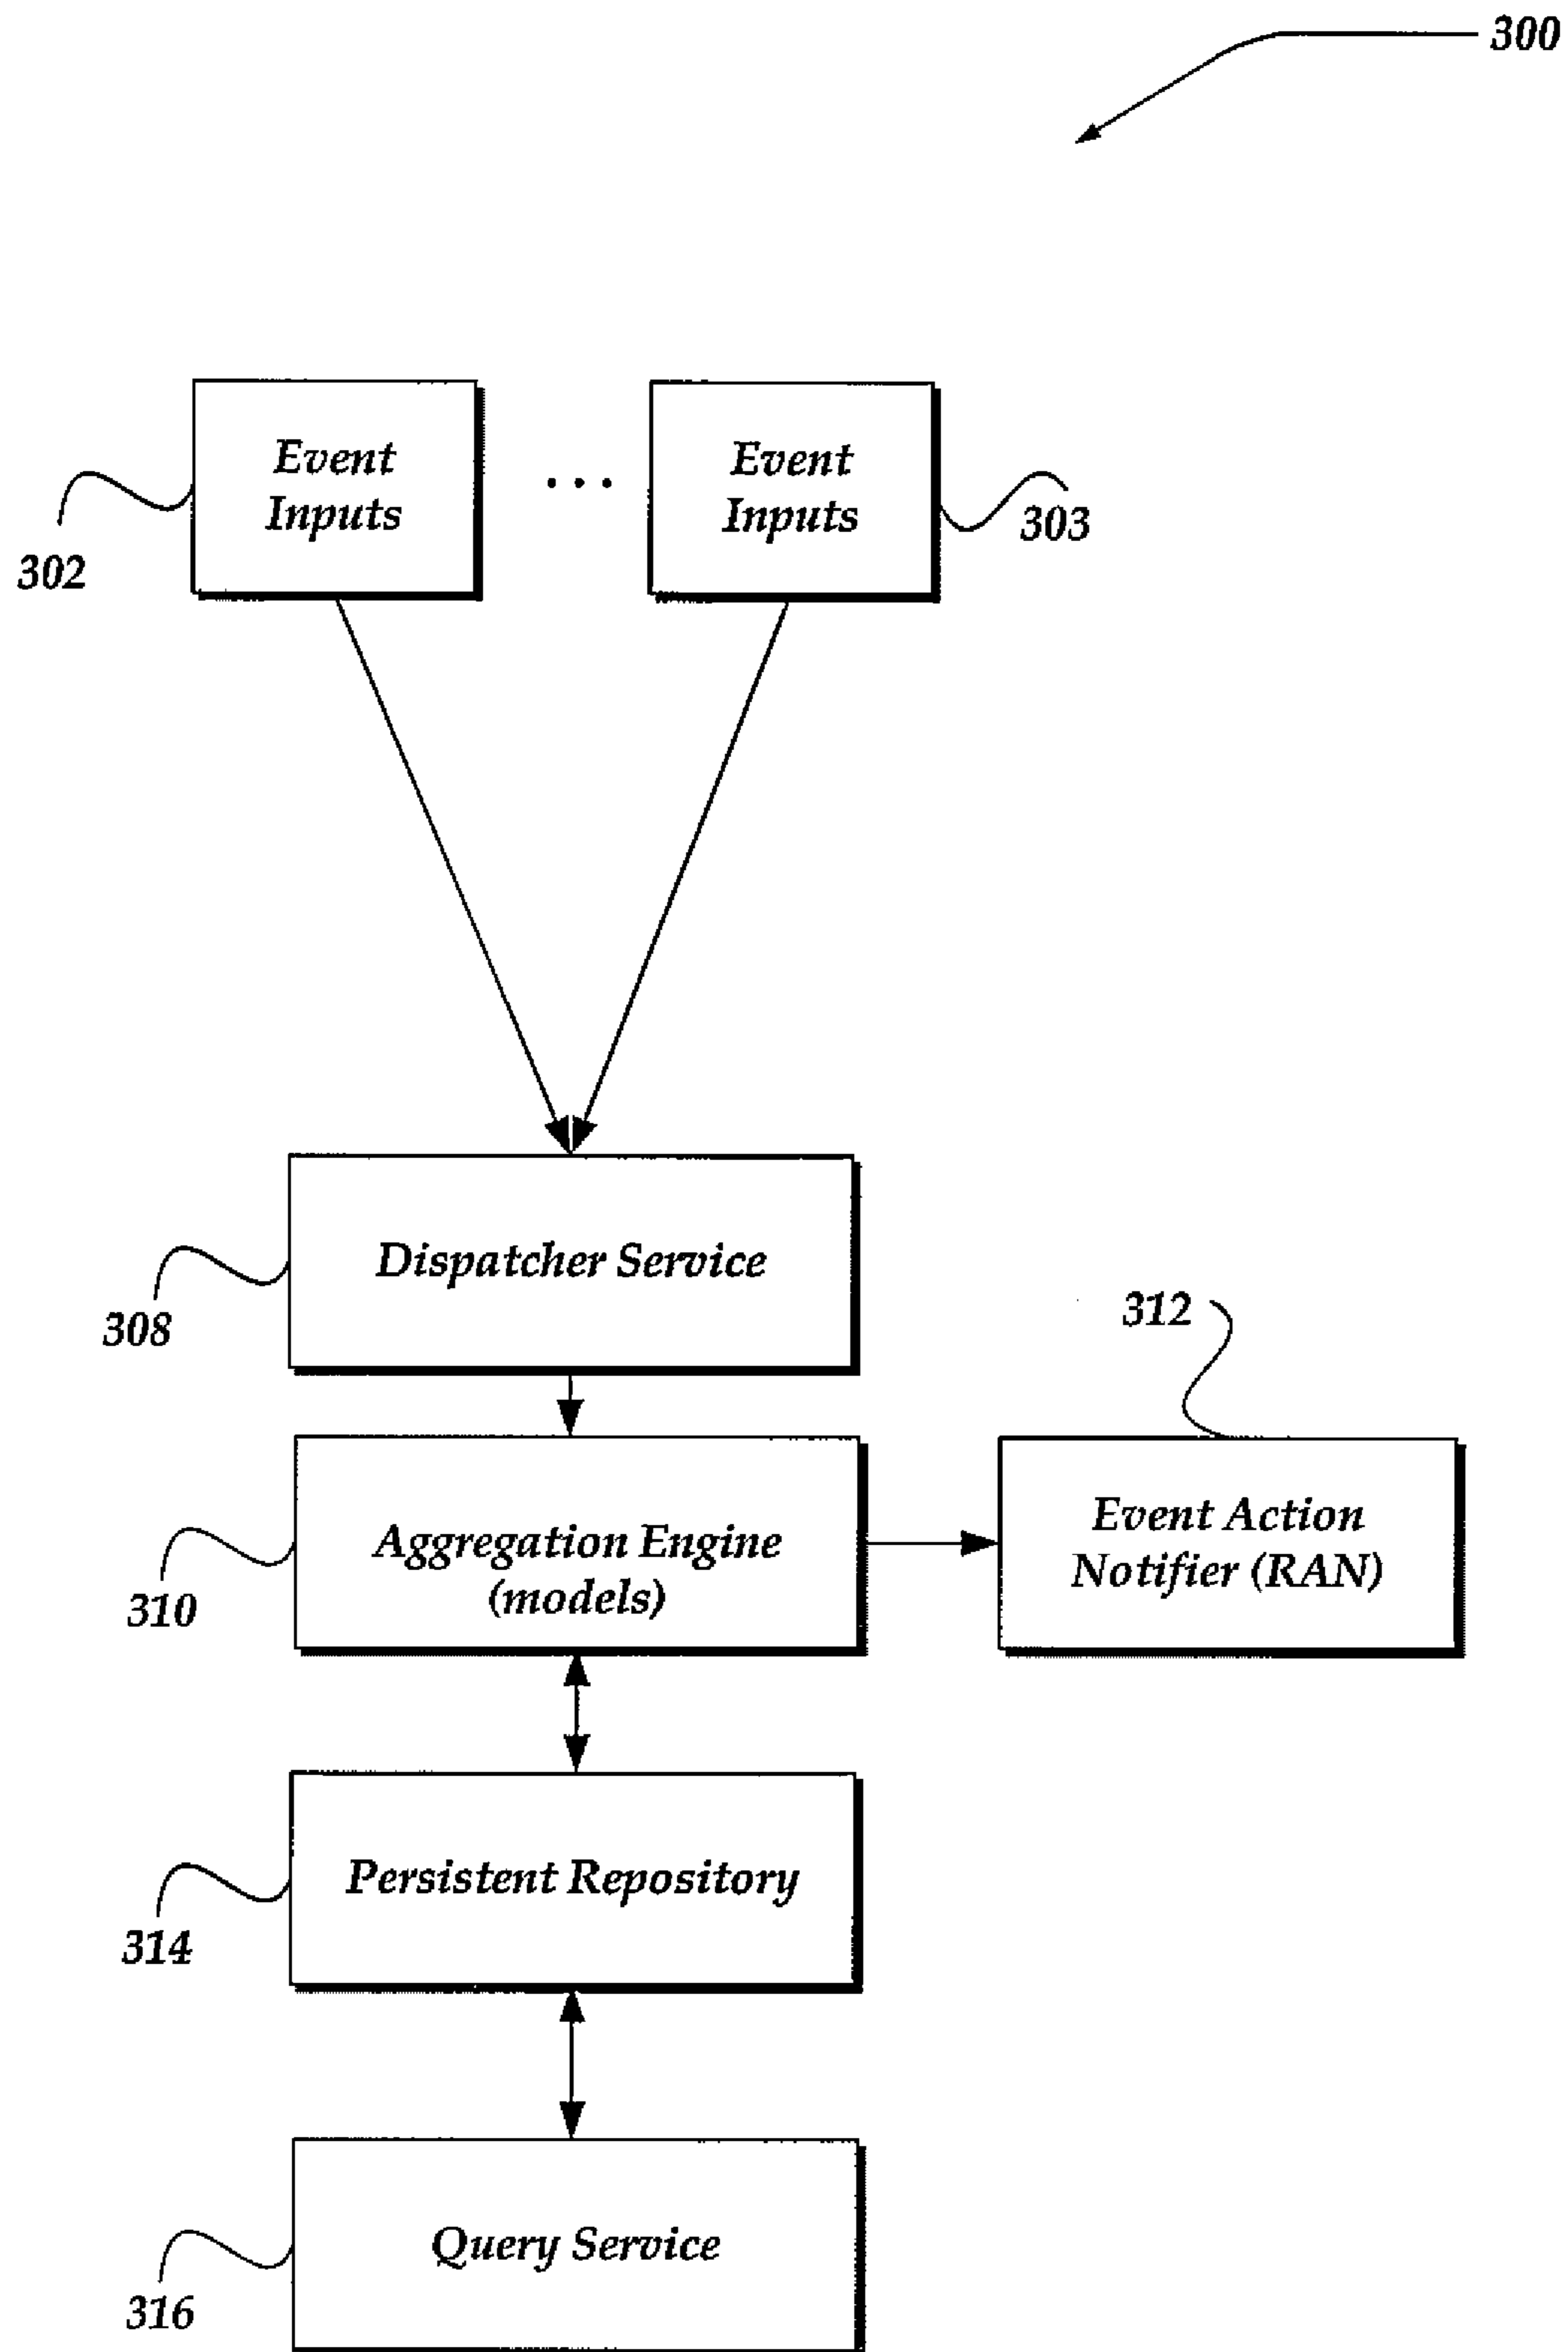 300
Event
Inputs
...
Event
Inputs
302
303
Dispatcher Service
308
312
Aggregation Engine
(models)
310
Event Action
Notifier (RAN)
Persistent Repository
314
Query Service
316